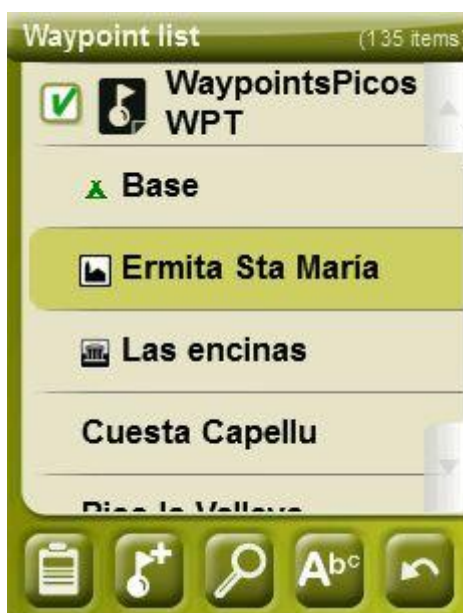 Waypoint list (135 items)
WaypointsPicos
WPT
Base
Ermita Sta María
Las encinas
Cuesta Capellu
Abc